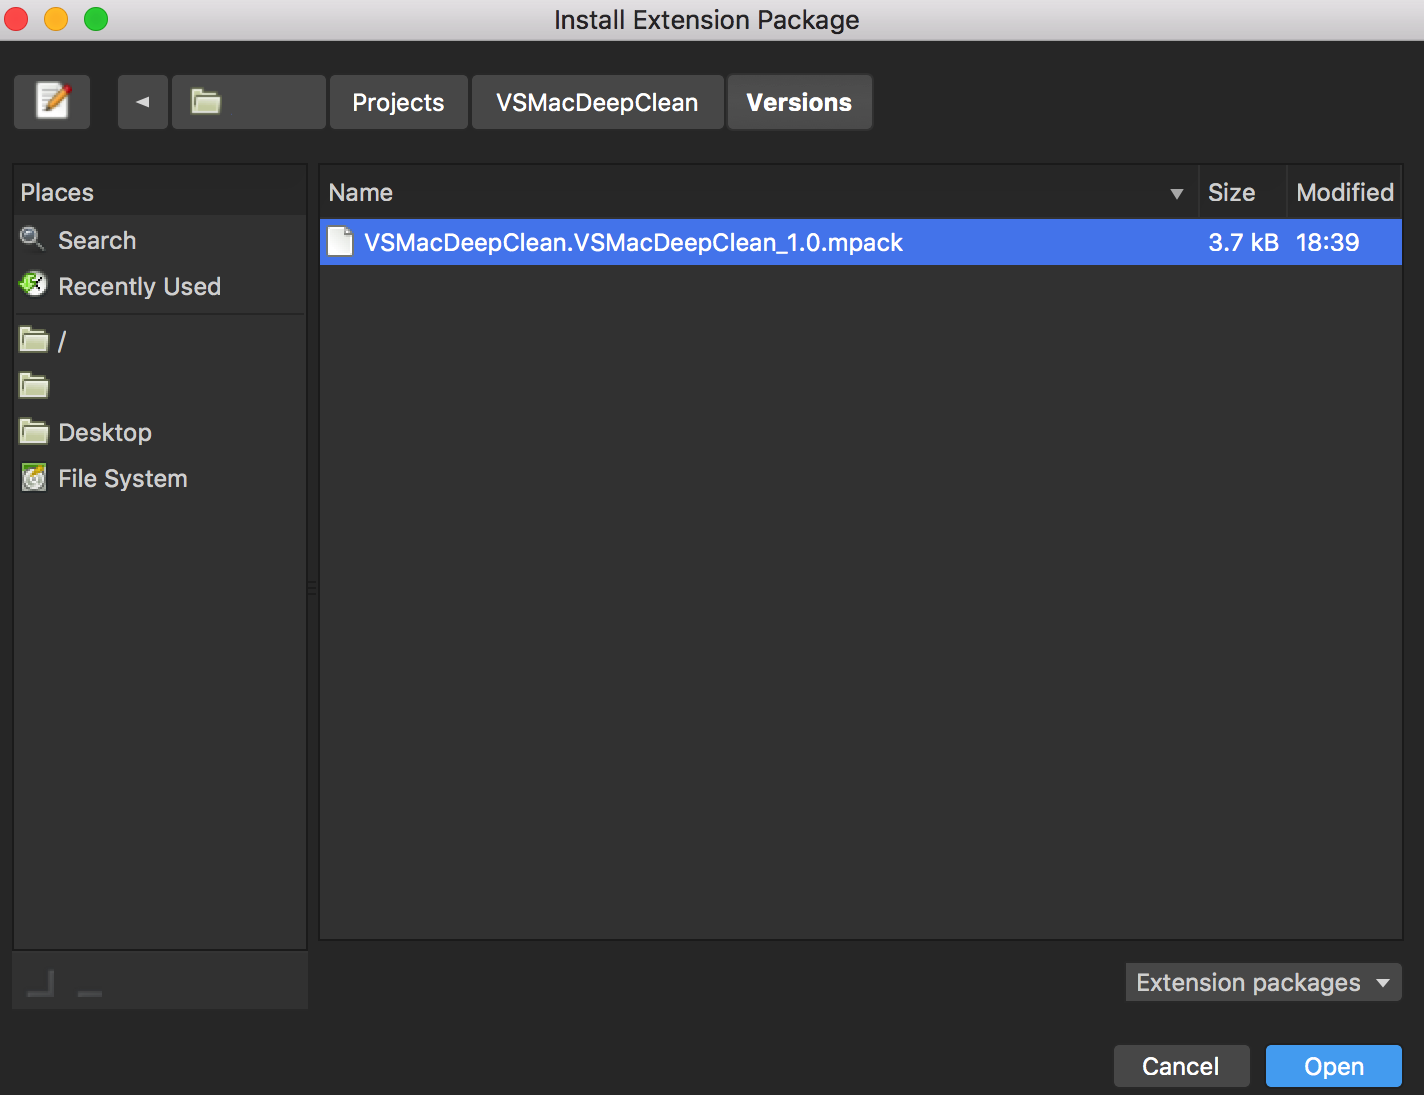 Install Extension Package
Projects VSMacDeepClean Versions
Places
Search
Recently Used
/
Desktop
File System
Name Size Modified
VSMacDeepClean.VSMacDeepClean_1.0.mpack 3.7 kB 18:39
Extension packages
Cancel Open